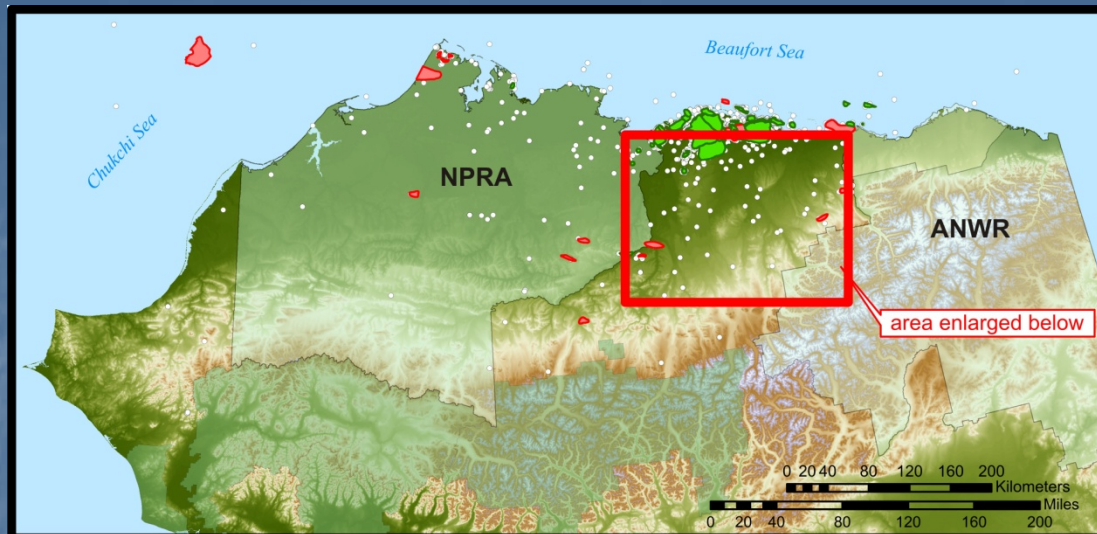 Beaufort Sea
Chukchi Sea
NPRA
ANWR
area enlarged below
0 20 40 80 120 160 200
Kilometers
Miles
0 40 80 120 160 200